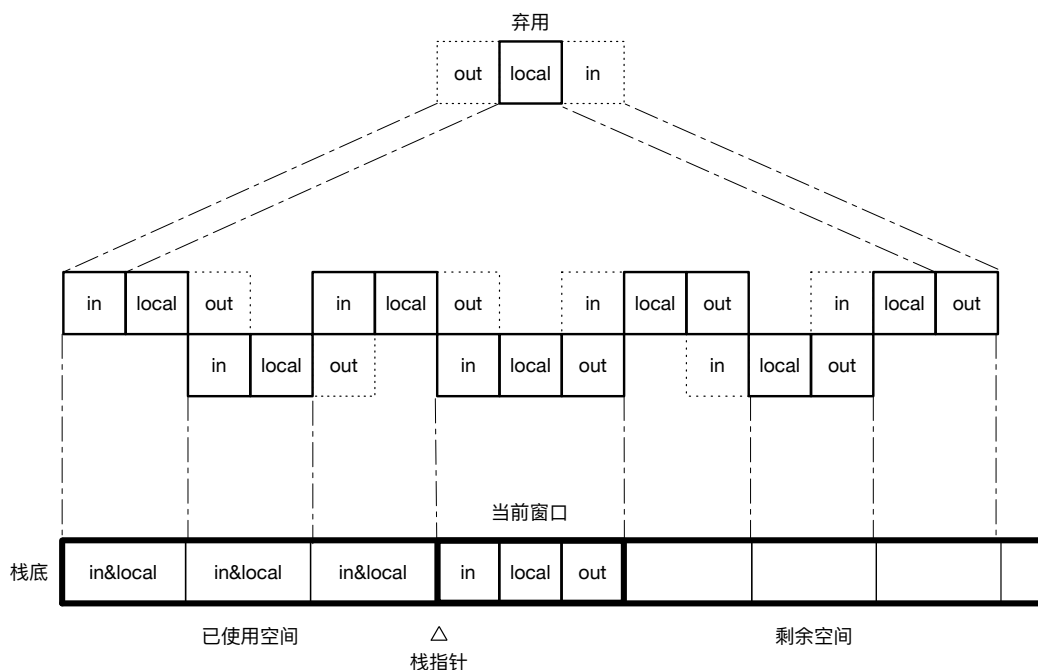 弃用
out local in
in local out in local out in local out in local out
in local out in local out in local out
当前窗口
栈底 in&local in&local in&local in local out
已使用空间 △ 剩余空间
栈指针